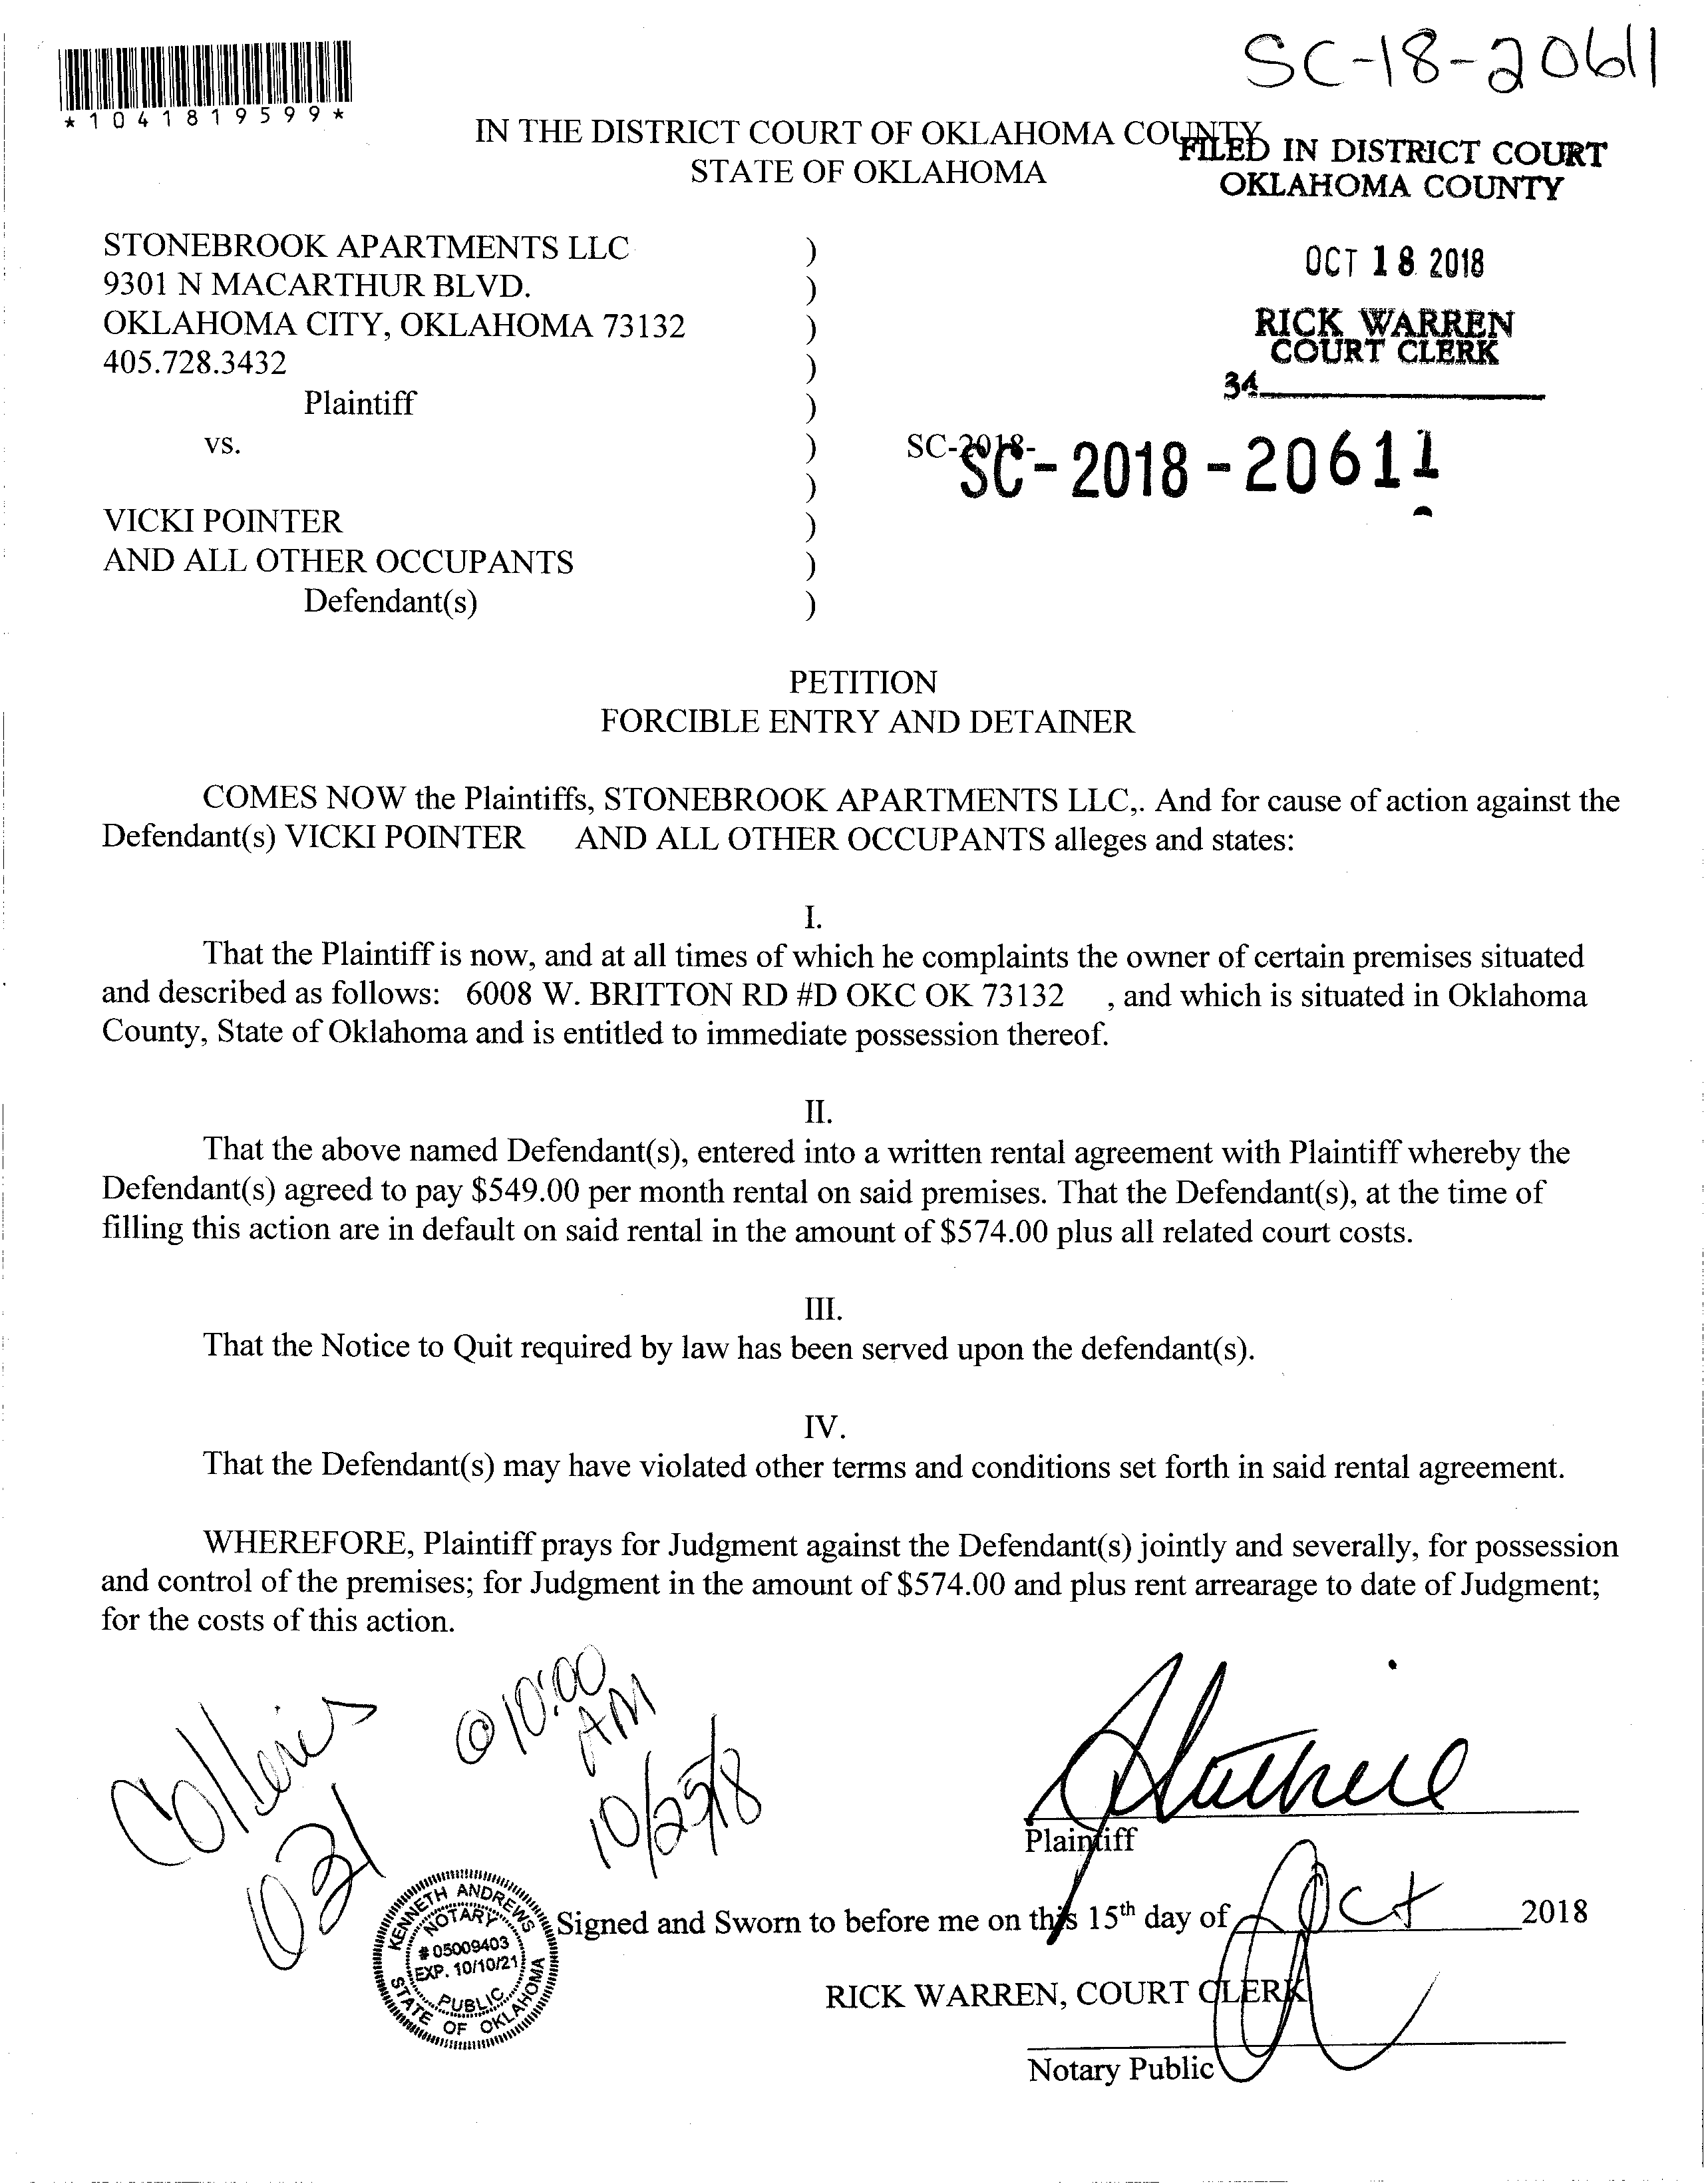 SC-18-20611
*1041819599*
IN THE DISTRICT COURT OF OKLAHOMA COUNTY
STATE OF OKLAHOMA
FILED IN DISTRICT COURT
OKLAHOMA COUNTY
OCT 18 2018
RICK WARREN
COURT CLERK
34
STONEBROOK APARTMENTS LLC )
9301 N MACARTHUR BLVD. )
OKLAHOMA CITY, OKLAHOMA 73132 )
405.728.3432 )
Plaintiff )
vs. ) SC-2018-
SC-2018-20611
)
VICKI POINTER )
AND ALL OTHER OCCUPANTS )
Defendant(s) )
PETITION
FORCIBLE ENTRY AND DETAINER
COMES NOW the Plaintiffs, STONEBROOK APARTMENTS LLC,. And for cause of action against the
Defendant(s) VICKI POINTER AND ALL OTHER OCCUPANTS alleges and states:
I.
That the Plaintiff is now, and at all times of which he complaints the owner of certain premises situated
and described as follows: 6008 W. BRITTON RD #D OKC OK 73132 , and which is situated in Oklahoma
County, State of Oklahoma and is entitled to immediate possession thereof.
II.
That the above named Defendant(s), entered into a written rental agreement with Plaintiff whereby the
Defendant(s) agreed to pay $549.00 per month rental on said premises. That the Defendant(s), at the time of
filling this action are in default on said rental in the amount of $574.00 plus all related court costs.
III.
That the Notice to Quit required by law has been served upon the defendant(s).
IV.
That the Defendant(s) may have violated other terms and conditions set forth in said rental agreement.
WHEREFORE, Plaintiff prays for Judgment against the Defendant(s) jointly and severally, for possession
and control of the premises; for Judgment in the amount of $574.00 and plus rent arrearage to date of Judgment;
for the costs of this action.
Collins
@10:00
AM
10/25/18
Plaintiff
KENNETH ANDREWS
NOTARY
# 05009403
EXP. 10/10/21
PUBLIC
STATE OF OKLAHOMA
Signed and Sworn to before me on this 15th day of Oct 2018
RICK WARREN, COURT CLERK
Notary Public